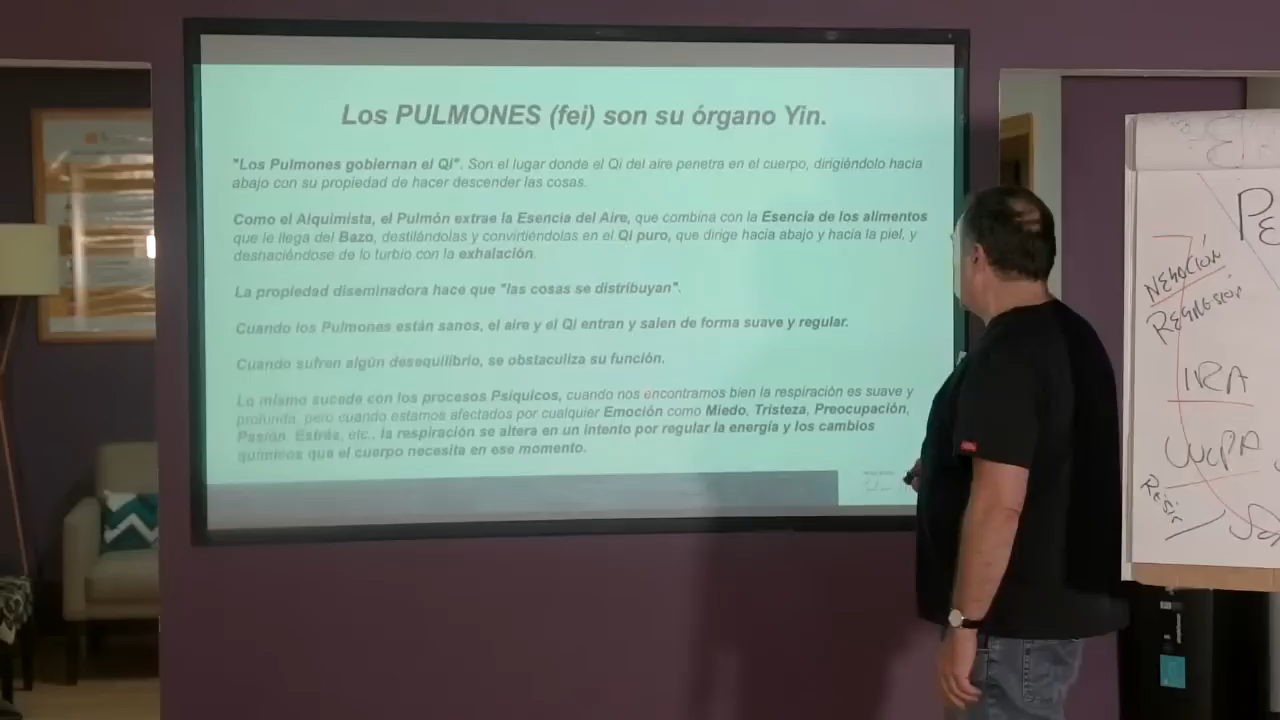 Los PULMONES (fei) son su órgano Yin.
"Los Pulmones gobiernan el Qi". Son el lugar donde el Qi del aire penetra en el cuerpo, dirigiéndolo hacia
abajo con su propiedad de hacer descender las cosas.
Como el Alquimista, el Pulmón extrae la Esencia del Aire, que combina con la Esencia de los alimentos
que le llega del Bazo, destilándolas y convirtiéndolas en el Qi puro, que dirige hacia abajo y hacia la piel, y
deshaciéndose de lo turbio con la exhalación.
La propiedad diseminadora hace que "las cosas se distribuyan".
Cuando los Pulmones están sanos, el aire y el Qi entran y salen de forma suave y regular.
Cuando sufren algún desequilibrio, se obstaculiza su función.
Lo mismo sucede con los procesos Psíquicos, cuando nos encontramos bien la respiración es suave y
profunda, pero cuando estamos afectados por cualquier Emoción como Miedo, Tristeza, Preocupación,
Pasión, Estrés, etc., la respiración se altera en un intento por regular la energía y los cambios
químicos que el cuerpo necesita en ese momento.
NEGACIÓN
REGRESIÓN
IRA